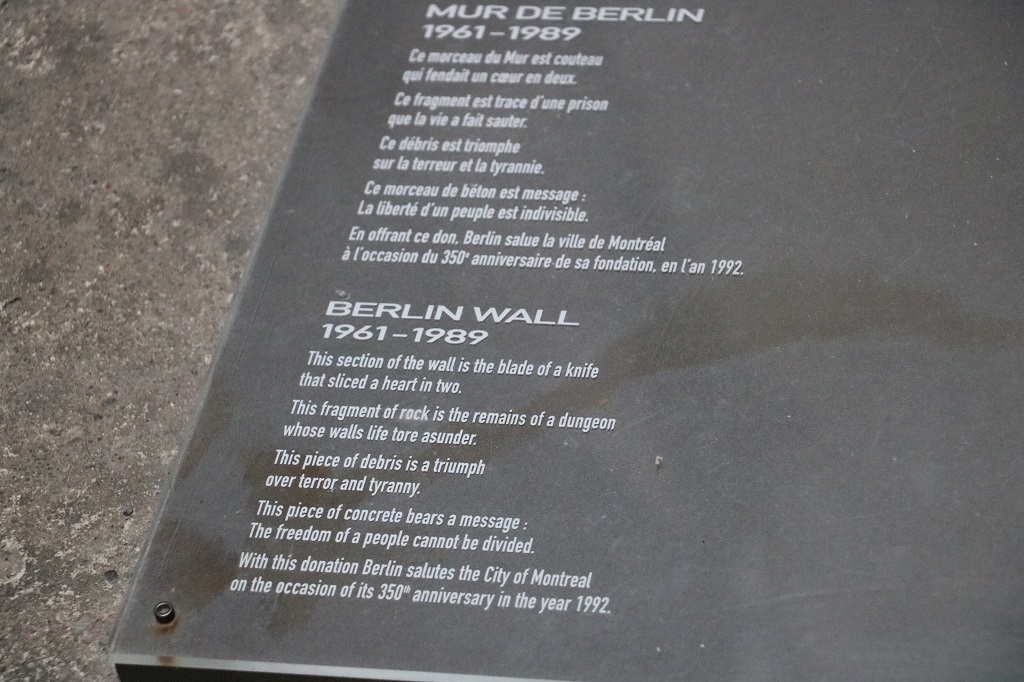 MUR DE BERLIN
1961–1989
Ce morceau du Mur est couteau
qui fendait un cœur en deux.
Ce fragment est trace d'une prison
que la vie a fait sauter.
Ce débris est triomphe
sur la terreur et la tyrannie.
Ce morceau de béton est message :
La liberté d'un peuple est indivisible.
En offrant ce don, Berlin salue la ville de Montréal
à l'occasion du 350e anniversaire de sa fondation, en l'an 1992.
BERLIN WALL
1961–1989
This section of the wall is the blade of a knife
that sliced a heart in two.
This fragment of rock is the remains of a dungeon
whose walls life tore asunder.
This piece of debris is a triumph
over terror and tyranny.
This piece of concrete bears a message :
The freedom of a people cannot be divided.
With this donation Berlin salutes the City of Montreal
on the occasion of its 350th anniversary in the year 1992.